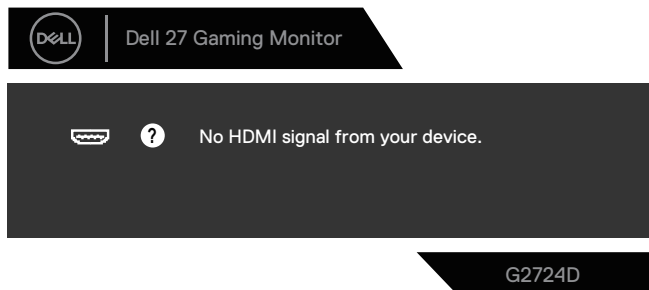 DELL
Dell 27 Gaming Monitor
? No HDMI signal from your device.
G2724D